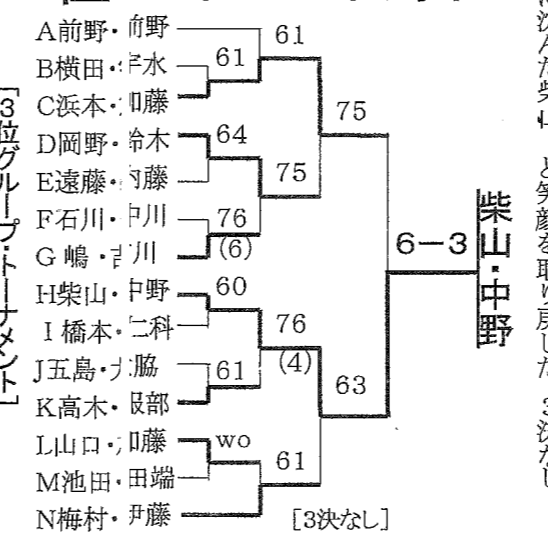 [3位グループ・トーナメント]
A前野・前野
B横田・宇水
C浜本・加藤
D岡野・鈴木
E遠藤・内藤
F石川・中川
G嶋・吉川
H柴山・中野
I橋本・仁科
J五島・大脇
K高木・服部
L山口・加藤
M池田・田端
N梅村・伊藤
61
61
64
75
76
(6)
75
60
76
(4)
61
63
wo
61
6－3
柴山・中野
[3決なし]